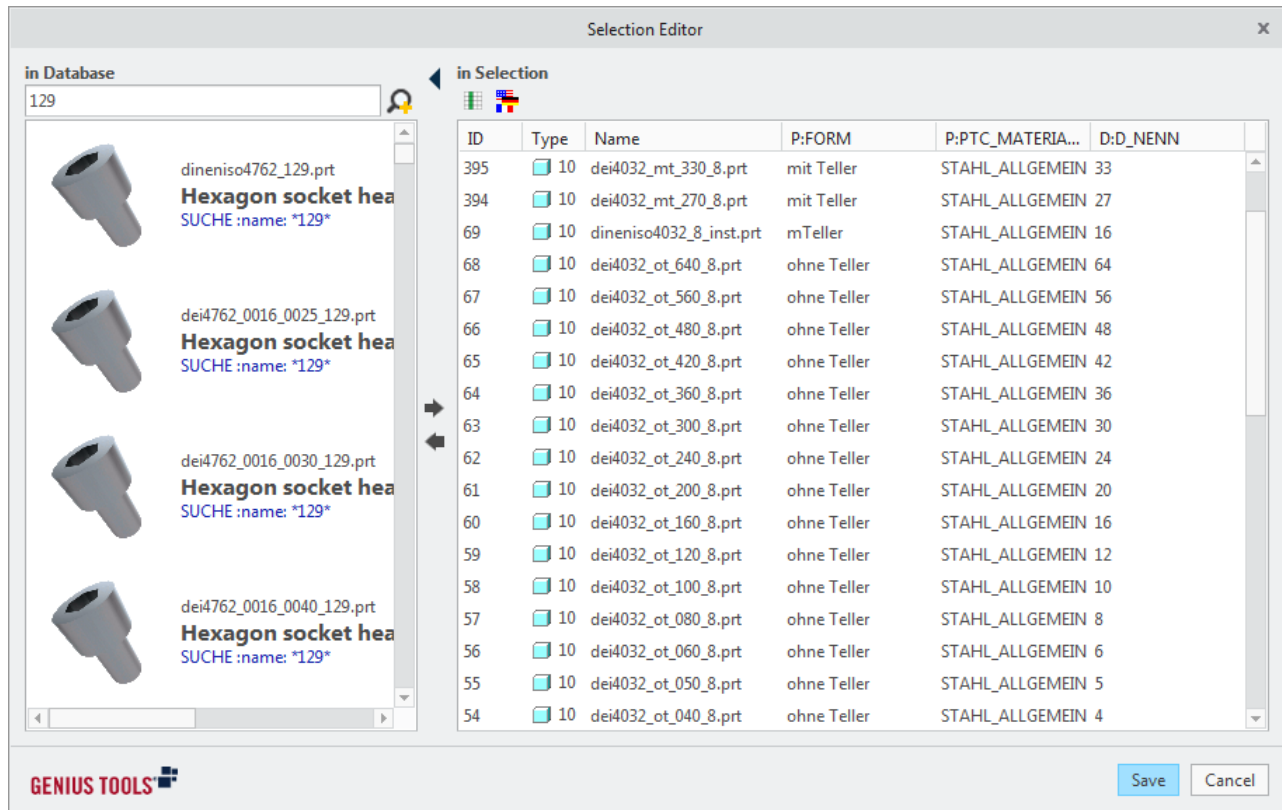 Selection Editor
x
in Database
129
dineniso4762_129.prt
Hexagon socket hea
SUCHE :name: *129*
dei4762_0016_0025_129.prt
Hexagon socket hea
SUCHE :name: *129*
dei4762_0016_0030_129.prt
Hexagon socket hea
SUCHE :name: *129*
dei4762_0016_0040_129.prt
Hexagon socket hea
SUCHE :name: *129*
in Selection
ID Type Name P:FORM P:PTC_MATERIA... D:D_NENN
395 10 dei4032_mt_330_8.prt mit Teller STAHL_ALLGEMEIN 33
394 10 dei4032_mt_270_8.prt mit Teller STAHL_ALLGEMEIN 27
69 10 dineniso4032_8_inst.prt mTeller STAHL_ALLGEMEIN 16
68 10 dei4032_ot_640_8.prt ohne Teller STAHL_ALLGEMEIN 64
67 10 dei4032_ot_560_8.prt ohne Teller STAHL_ALLGEMEIN 56
66 10 dei4032_ot_480_8.prt ohne Teller STAHL_ALLGEMEIN 48
65 10 dei4032_ot_420_8.prt ohne Teller STAHL_ALLGEMEIN 42
64 10 dei4032_ot_360_8.prt ohne Teller STAHL_ALLGEMEIN 36
63 10 dei4032_ot_300_8.prt ohne Teller STAHL_ALLGEMEIN 30
62 10 dei4032_ot_240_8.prt ohne Teller STAHL_ALLGEMEIN 24
61 10 dei4032_ot_200_8.prt ohne Teller STAHL_ALLGEMEIN 20
60 10 dei4032_ot_160_8.prt ohne Teller STAHL_ALLGEMEIN 16
59 10 dei4032_ot_120_8.prt ohne Teller STAHL_ALLGEMEIN 12
58 10 dei4032_ot_100_8.prt ohne Teller STAHL_ALLGEMEIN 10
57 10 dei4032_ot_080_8.prt ohne Teller STAHL_ALLGEMEIN 8
56 10 dei4032_ot_060_8.prt ohne Teller STAHL_ALLGEMEIN 6
55 10 dei4032_ot_050_8.prt ohne Teller STAHL_ALLGEMEIN 5
54 10 dei4032_ot_040_8.prt ohne Teller STAHL_ALLGEMEIN 4
GENIUS TOOLS
Save Cancel